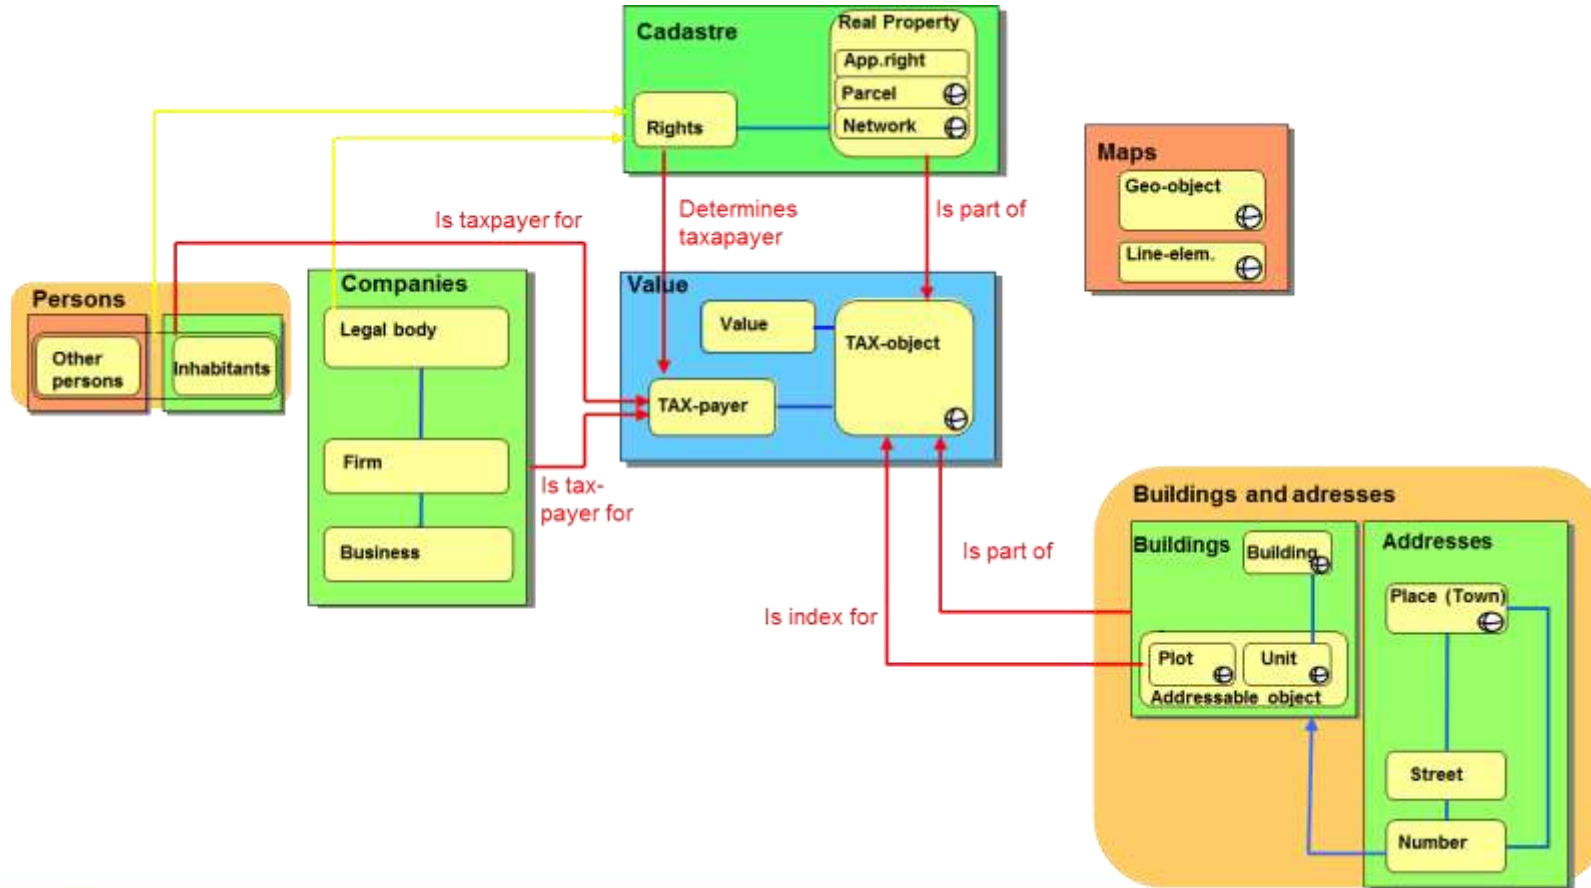 Cadastre
Real Property
App.right
Parcel
Network
Rights
Maps
Geo-object
Line-elem.
Is taxpayer for
Determines
taxapayer
Is part of
Persons
Other
persons
Inhabitants
Companies
Legal body
Firm
Business
Value
Value
TAX-object
TAX-payer
Is tax-
payer for
Is part of
Is index for
Buildings and adresses
Buildings
Building
Plot
Unit
Addressable object
Addresses
Place (Town)
Street
Number